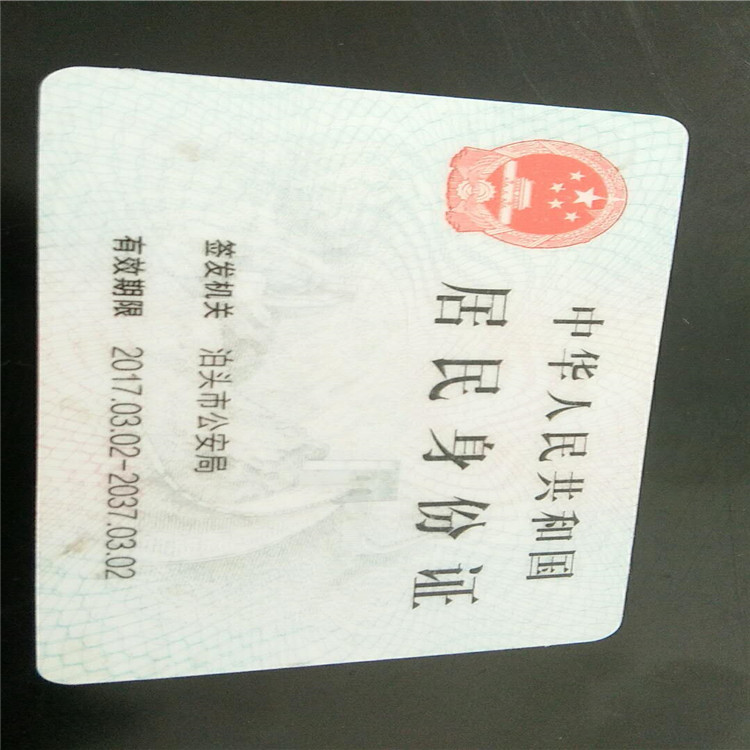 中华人民共和国
居民身份证
签发机关 泊头市公安局
有效期限 2017.03.02-2037.03.02